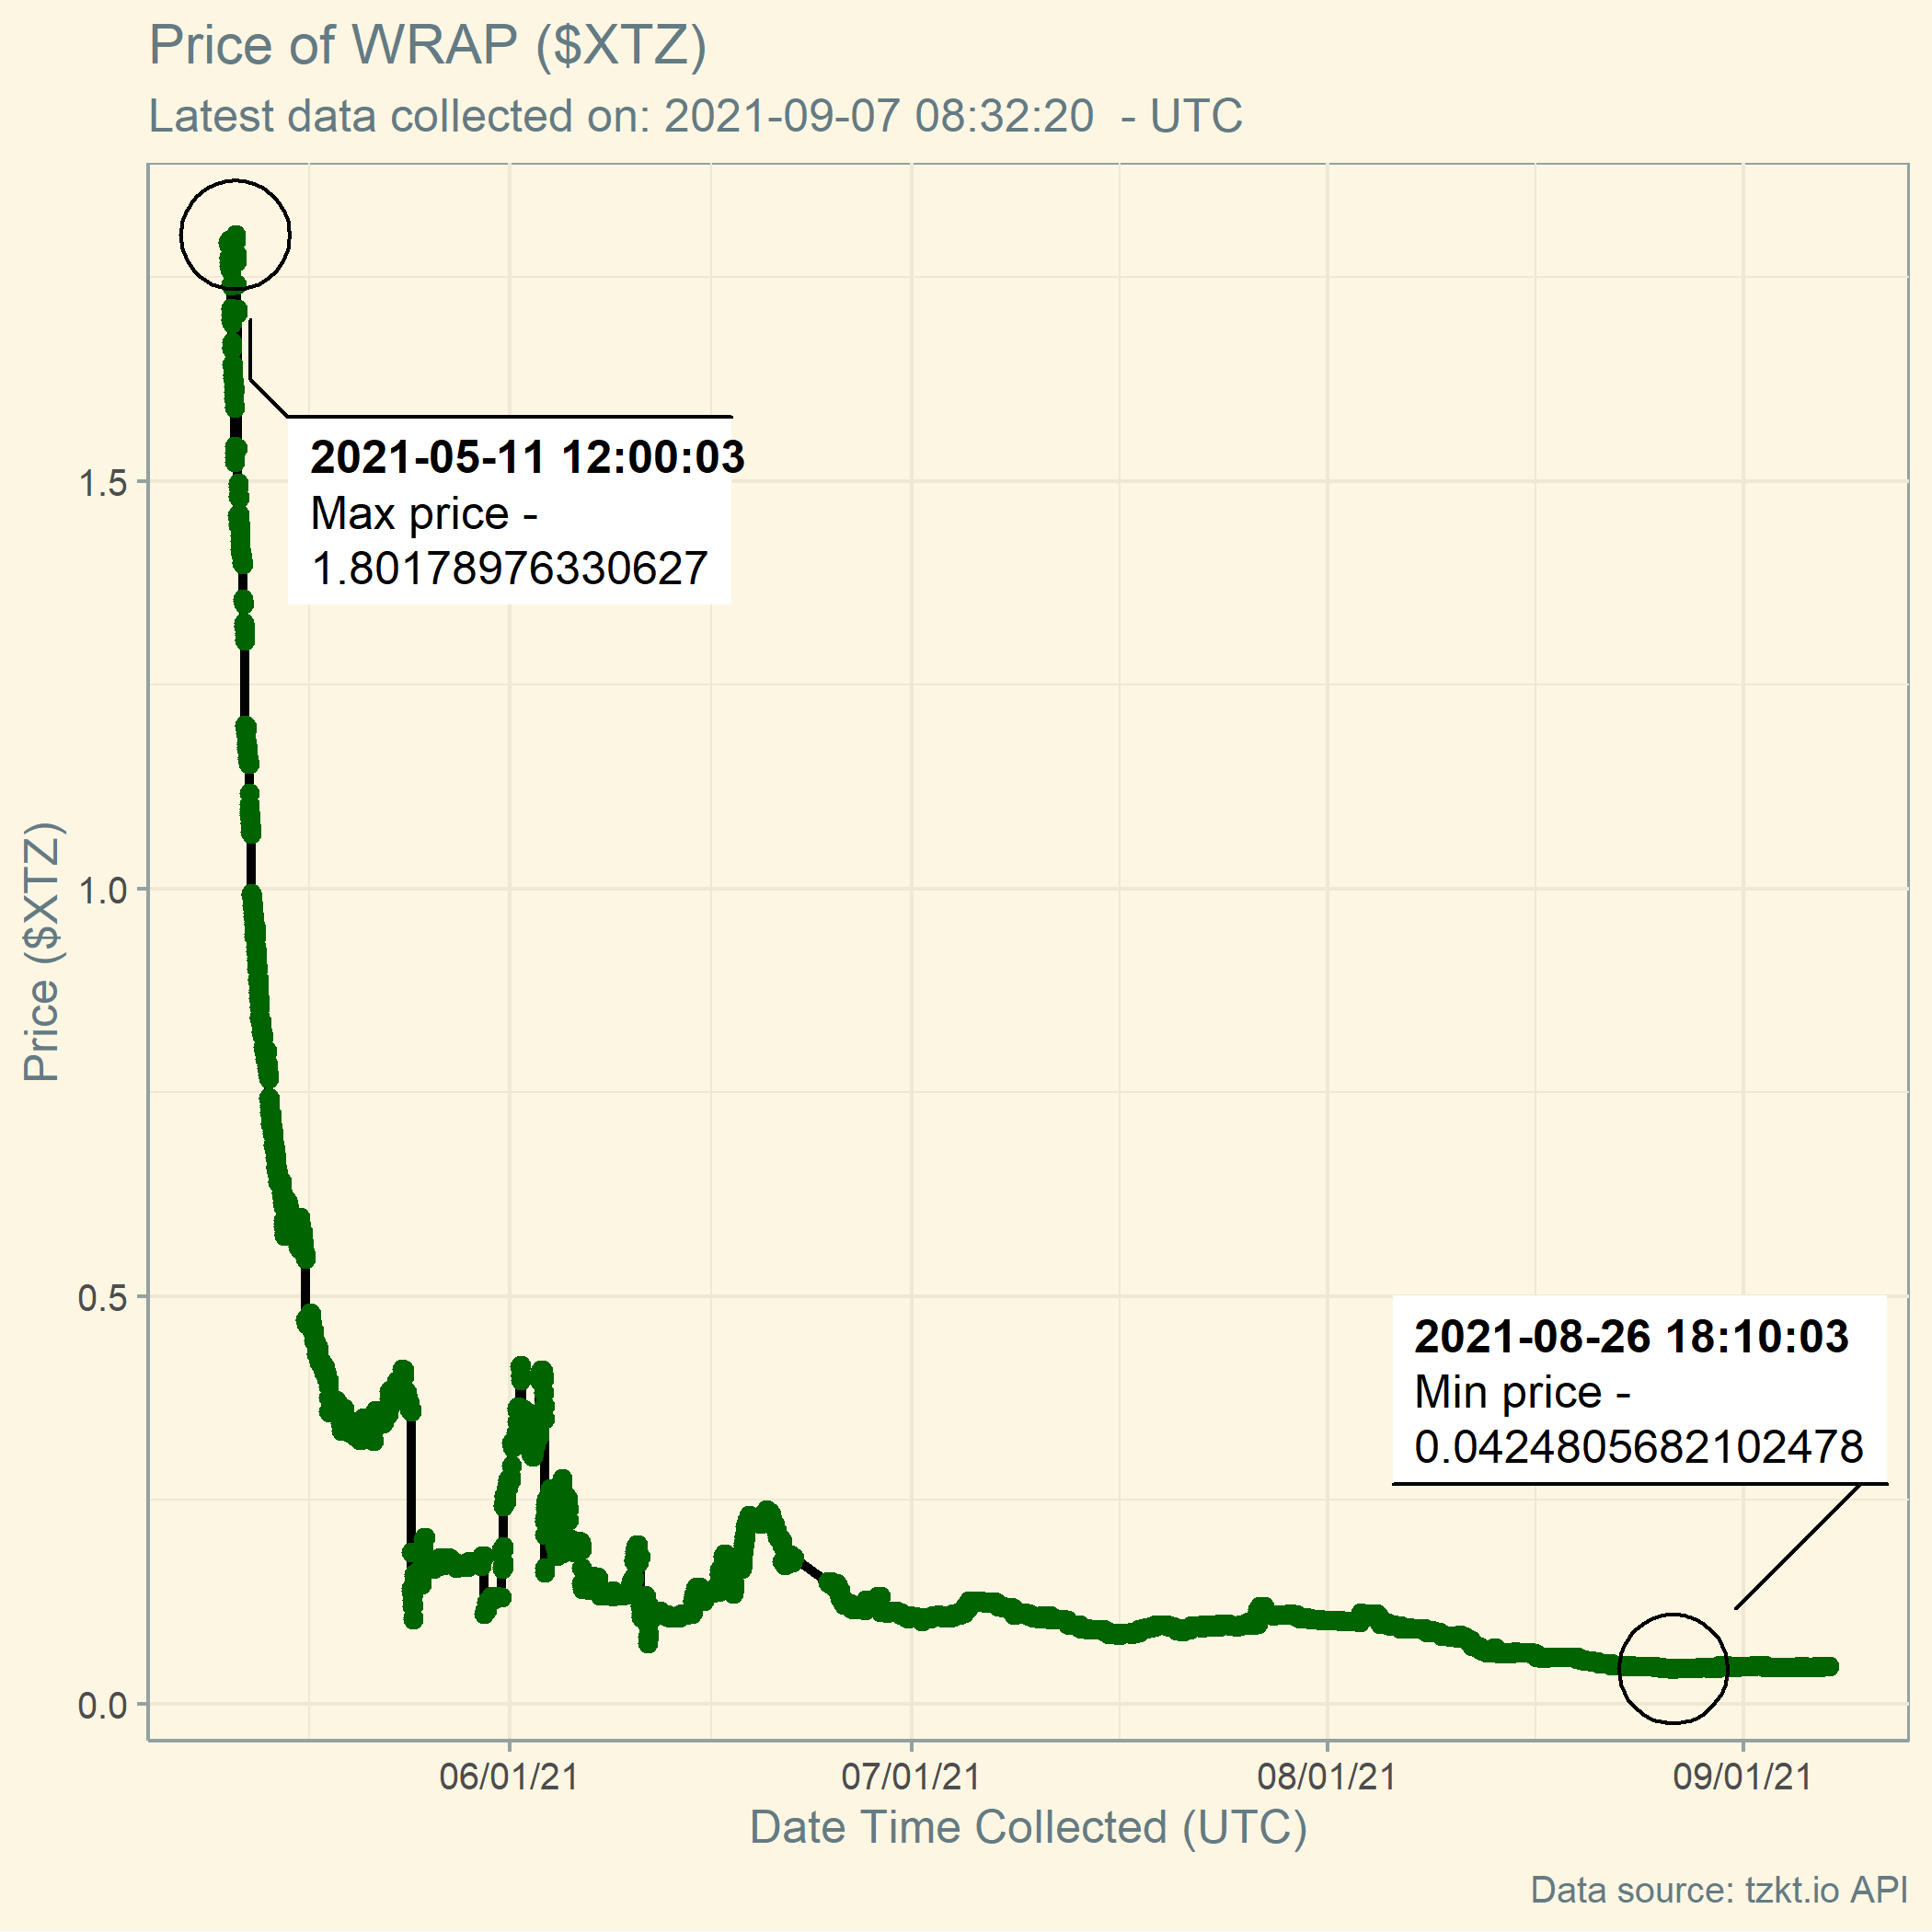 Price of WRAP ($XTZ)
Latest data collected on: 2021-09-07 08:32:20  - UTC
2021-05-11 12:00:03
Max price -
1.80178976330627
1.5
1.0
0.5
0.0
Price ($XTZ)
2021-08-26 18:10:03
Min price -
0.0424805682102478
06/01/21
07/01/21
08/01/21
09/01/21
Date Time Collected (UTC)
Data source: tzkt.io API